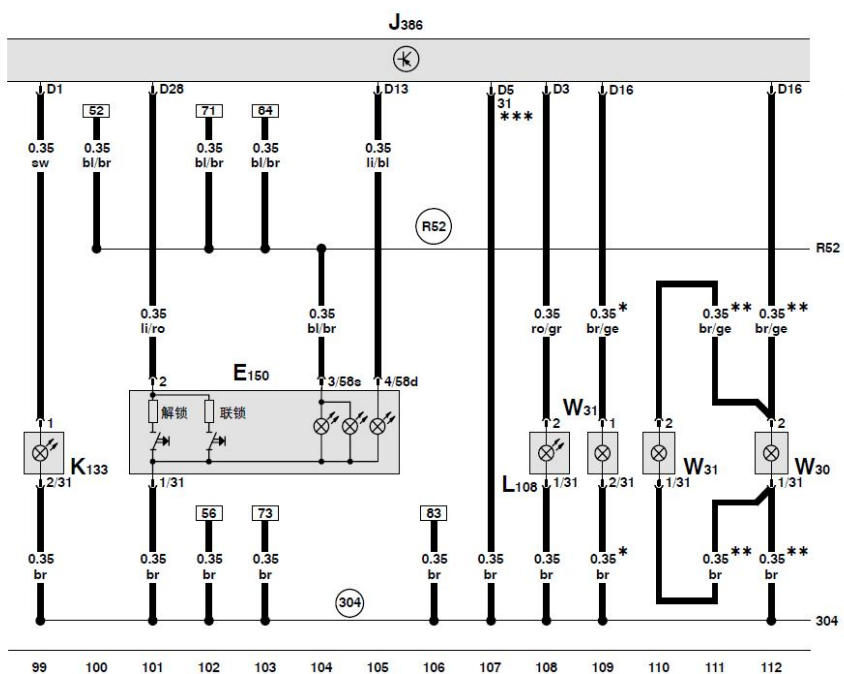 J386
D1 D28 D13 D5 D3 D16 D16
52 71 84 31
***
0.35 0.35 0.35 0.35 0.35
sw bl/br bl/br bl/br li/bl
R52
R52
0.35 0.35 0.35 0.35* 0.35** 0.35**
li/ro bl/br ro/gr br/ge br/ge br/ge
E150
2 3/58s 4/58d
解锁 联锁
W31
1 2 1 2 2
K133 W31 W30
2/31 1/31 L108 1/31 2/31 1/31 1/31
56 73 83
0.35 0.35 0.35 0.35 0.35 0.35 0.35 0.35* 0.35** 0.35**
br br br br br br br br br br
304
304
99 100 101 102 103 104 105 106 107 108 109 110 111 112